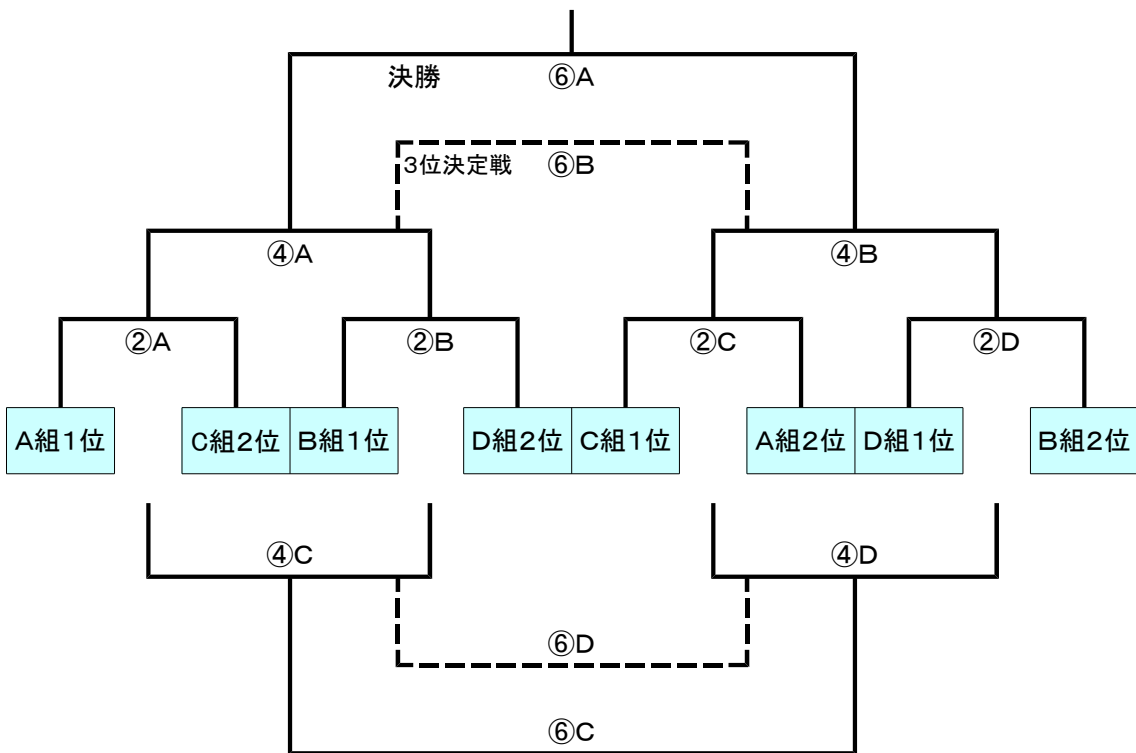 決勝 ⑥A
3位決定戦 ⑥B
④A ④B
②A ②B ②C ②D
A組1位 C組2位 B組1位 D組2位 C組1位 A組2位 D組1位 B組2位
④C ④D
⑥D
⑥C